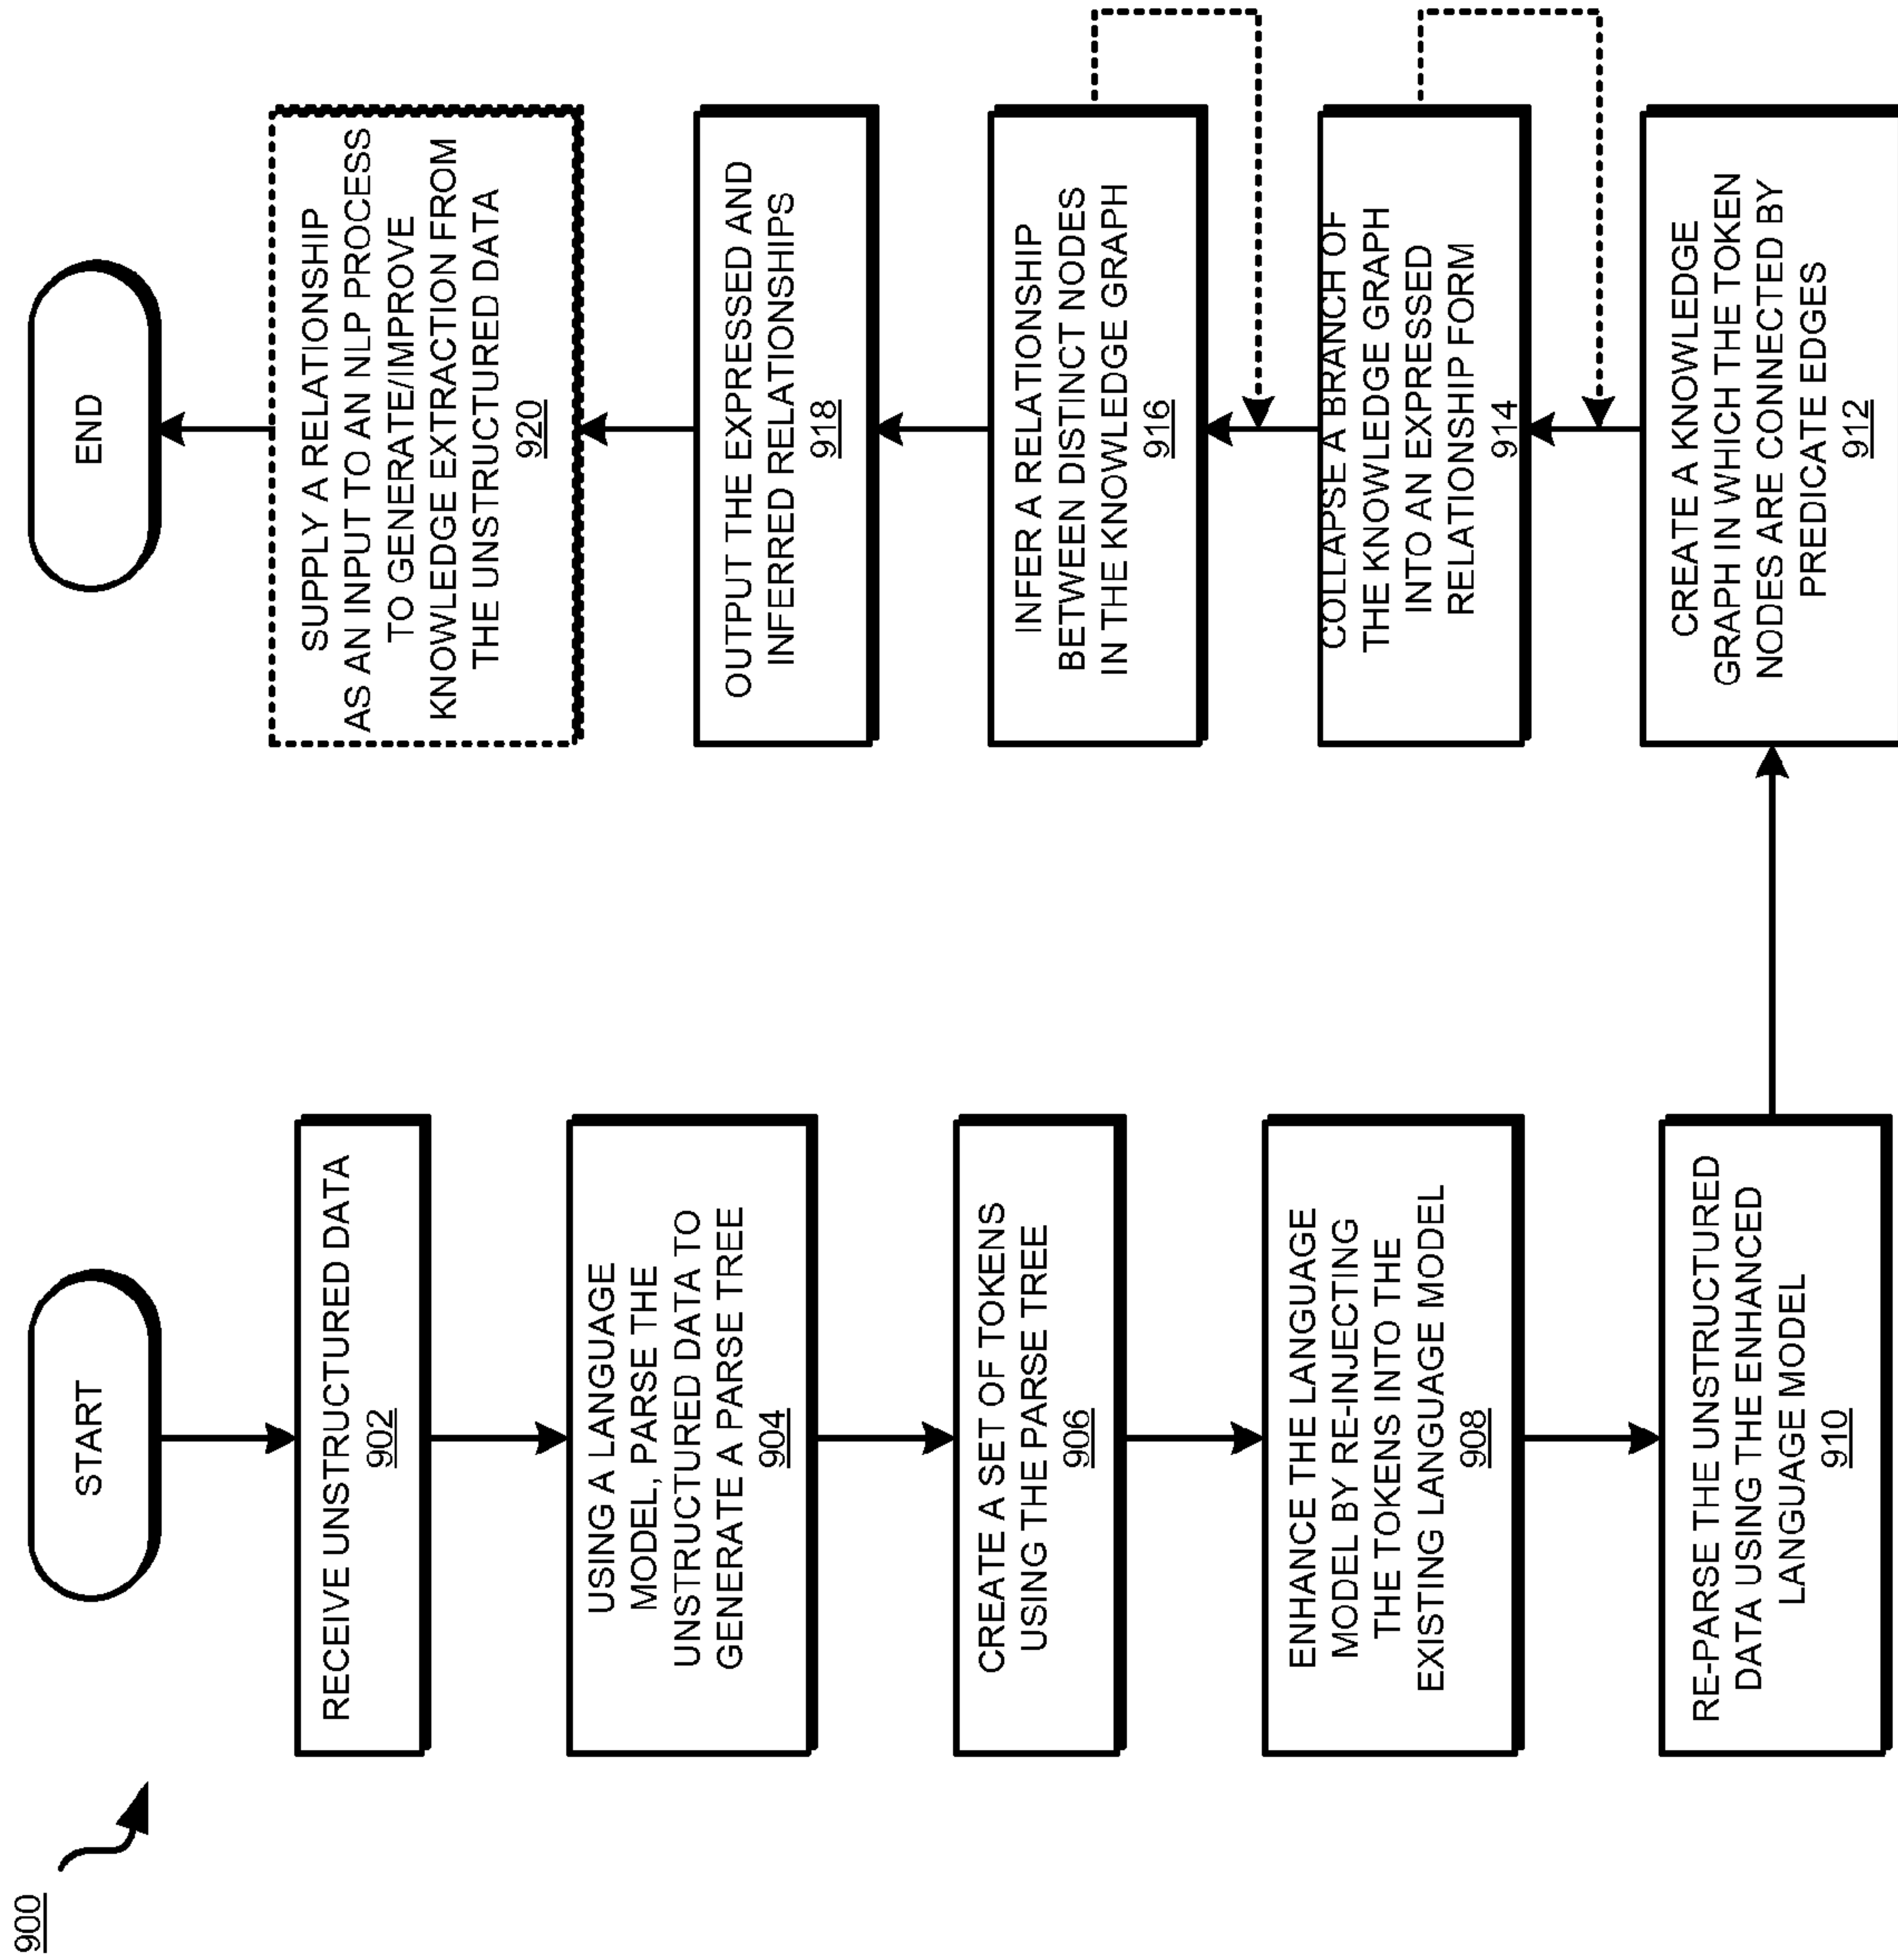 900
START
RECEIVE UNSTRUCTURED DATA
902
USING A LANGUAGE
MODEL, PARSE THE
UNSTRUCTURED DATA TO
GENERATE A PARSE TREE
904
CREATE A SET OF TOKENS
USING THE PARSE TREE
906
ENHANCE THE LANGUAGE
MODEL BY RE-INJECTING
THE TOKENS INTO THE
EXISTING LANGUAGE MODEL
908
RE-PARSE THE UNSTRUCTURED
DATA USING THE ENHANCED
LANGUAGE MODEL
910
CREATE A KNOWLEDGE
GRAPH IN WHICH THE TOKEN
NODES ARE CONNECTED BY
PREDICATE EDGES
912
COLLAPSE A BRANCH OF
THE KNOWLEDGE GRAPH
INTO AN EXPRESSED
RELATIONSHIP FORM
914
INFER A RELATIONSHIP
BETWEEN DISTINCT NODES
IN THE KNOWLEDGE GRAPH
916
OUTPUT THE EXPRESSED AND
INFERRED RELATIONSHIPS
918
SUPPLY A RELATIONSHIP
AS AN INPUT TO AN NLP PROCESS
TO GENERATE/IMPROVE
KNOWLEDGE EXTRACTION FROM
THE UNSTRUCTURED DATA
920
END